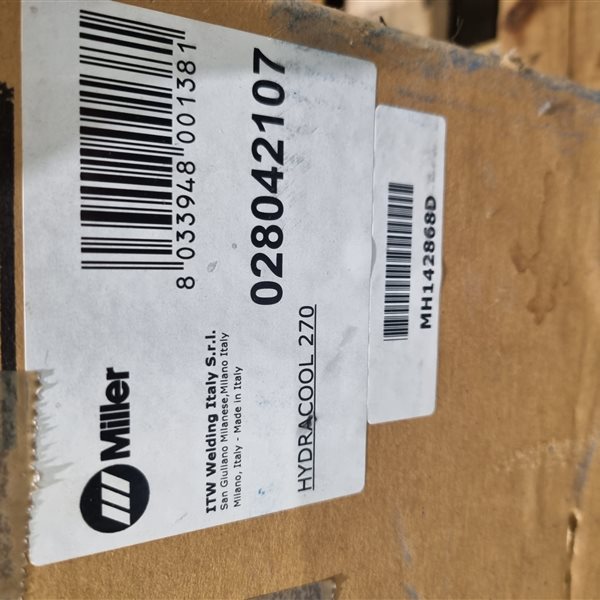 Miller
ITW Welding Italy S.r.l.
San Giuliano Milanese,Milano Italy
Milano, Italy - Made in Italy
8 033948 001381
028042107
HYDRACOOL 270
MH142868D